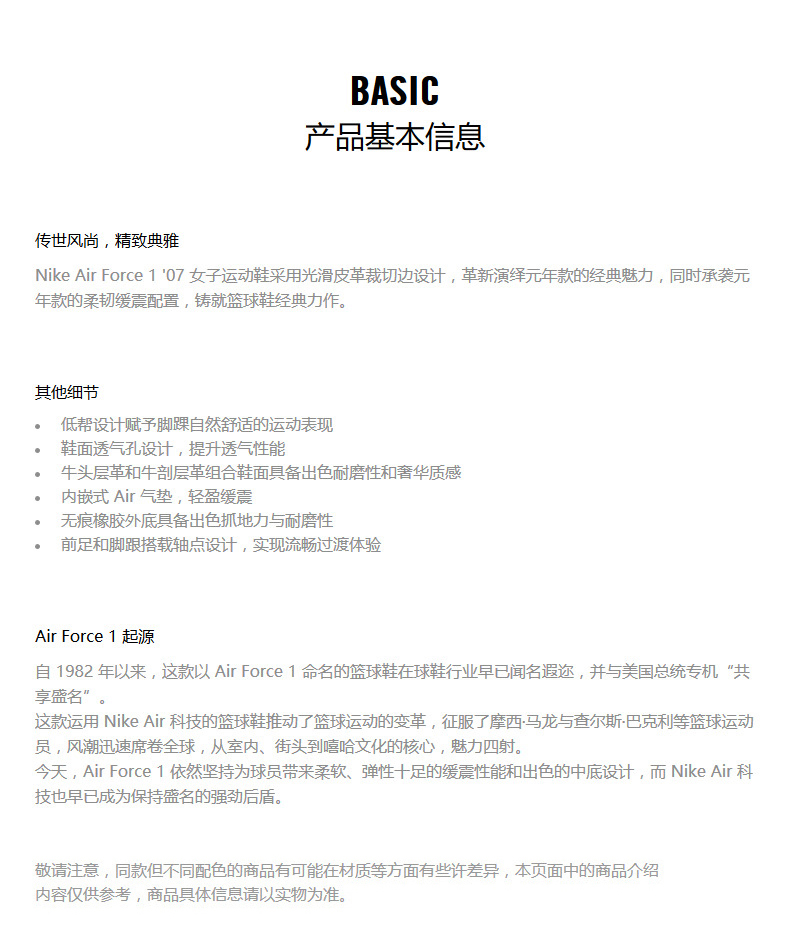 BASIC
产品基本信息
传世风尚，精致典雅
Nike Air Force 1 '07 女子运动鞋采用光滑皮革裁切边设计，革新演绎元年款的经典魅力，同时承袭元
年款的柔韧缓震配置，铸就篮球鞋经典力作。
其他细节
• 低帮设计赋予脚踝自然舒适的运动表现
• 鞋面透气孔设计，提升透气性能
• 牛头层革和牛剖层革组合鞋面具备出色耐磨性和奢华质感
• 内嵌式 Air 气垫，轻盈缓震
• 无痕橡胶外底具备出色抓地力与耐磨性
• 前足和脚跟搭载轴点设计，实现流畅过渡体验
Air Force 1 起源
自 1982 年以来，这款以 Air Force 1 命名的篮球鞋在球鞋行业早已闻名遐迩，并与美国总统专机“共
享盛名”。
这款运用 Nike Air 科技的篮球鞋推动了篮球运动的变革，征服了摩西·马龙与查尔斯·巴克利等篮球运动
员，风潮迅速席卷全球，从室内、街头到嘻哈文化的核心，魅力四射。
今天，Air Force 1 依然坚持为球员带来柔软、弹性十足的缓震性能和出色的中底设计，而 Nike Air 科
技也早已成为保持盛名的强劲后盾。
敬请注意，同款但不同配色的商品有可能在材质等方面有些许差异，本页面中的商品介绍
内容仅供参考，商品具体信息请以实物为准。